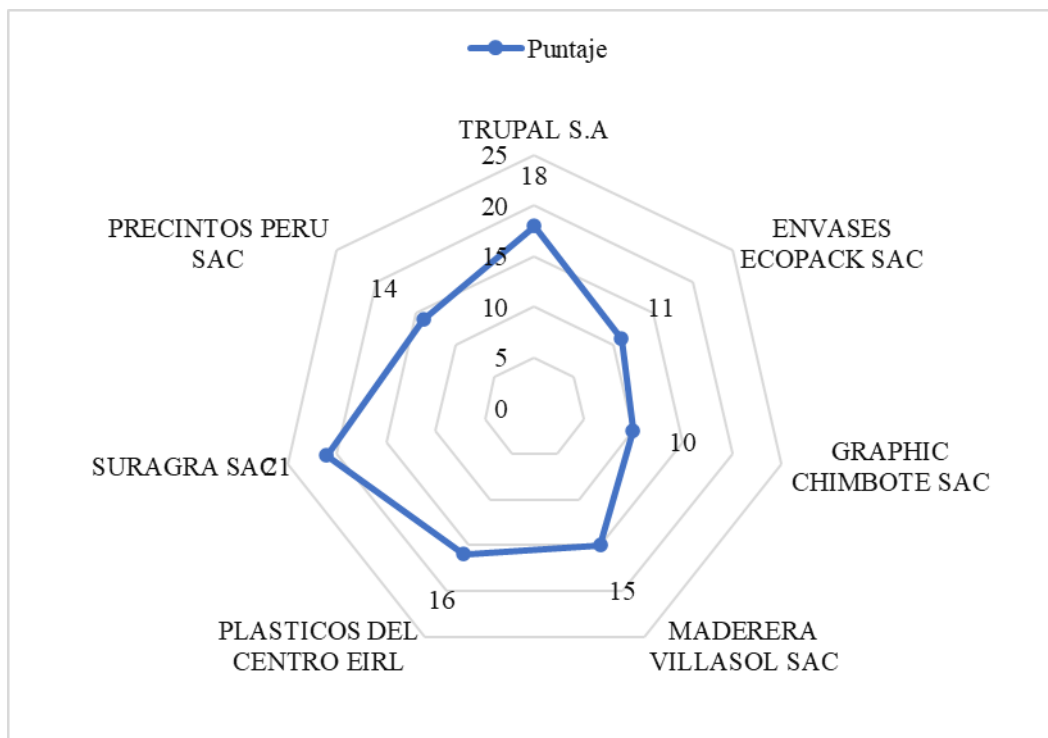 Puntaje
TRUPAL S.A
25
18
20
15
10
5
0
ENVASES
ECOPACK SAC
11
GRAPHIC
CHIMBOTE SAC
10
MADERERA
VILLASOL SAC
15
PLASTICOS DEL
CENTRO EIRL
16
SURAGRA SAC
21
PRECINTOS PERU
SAC
14